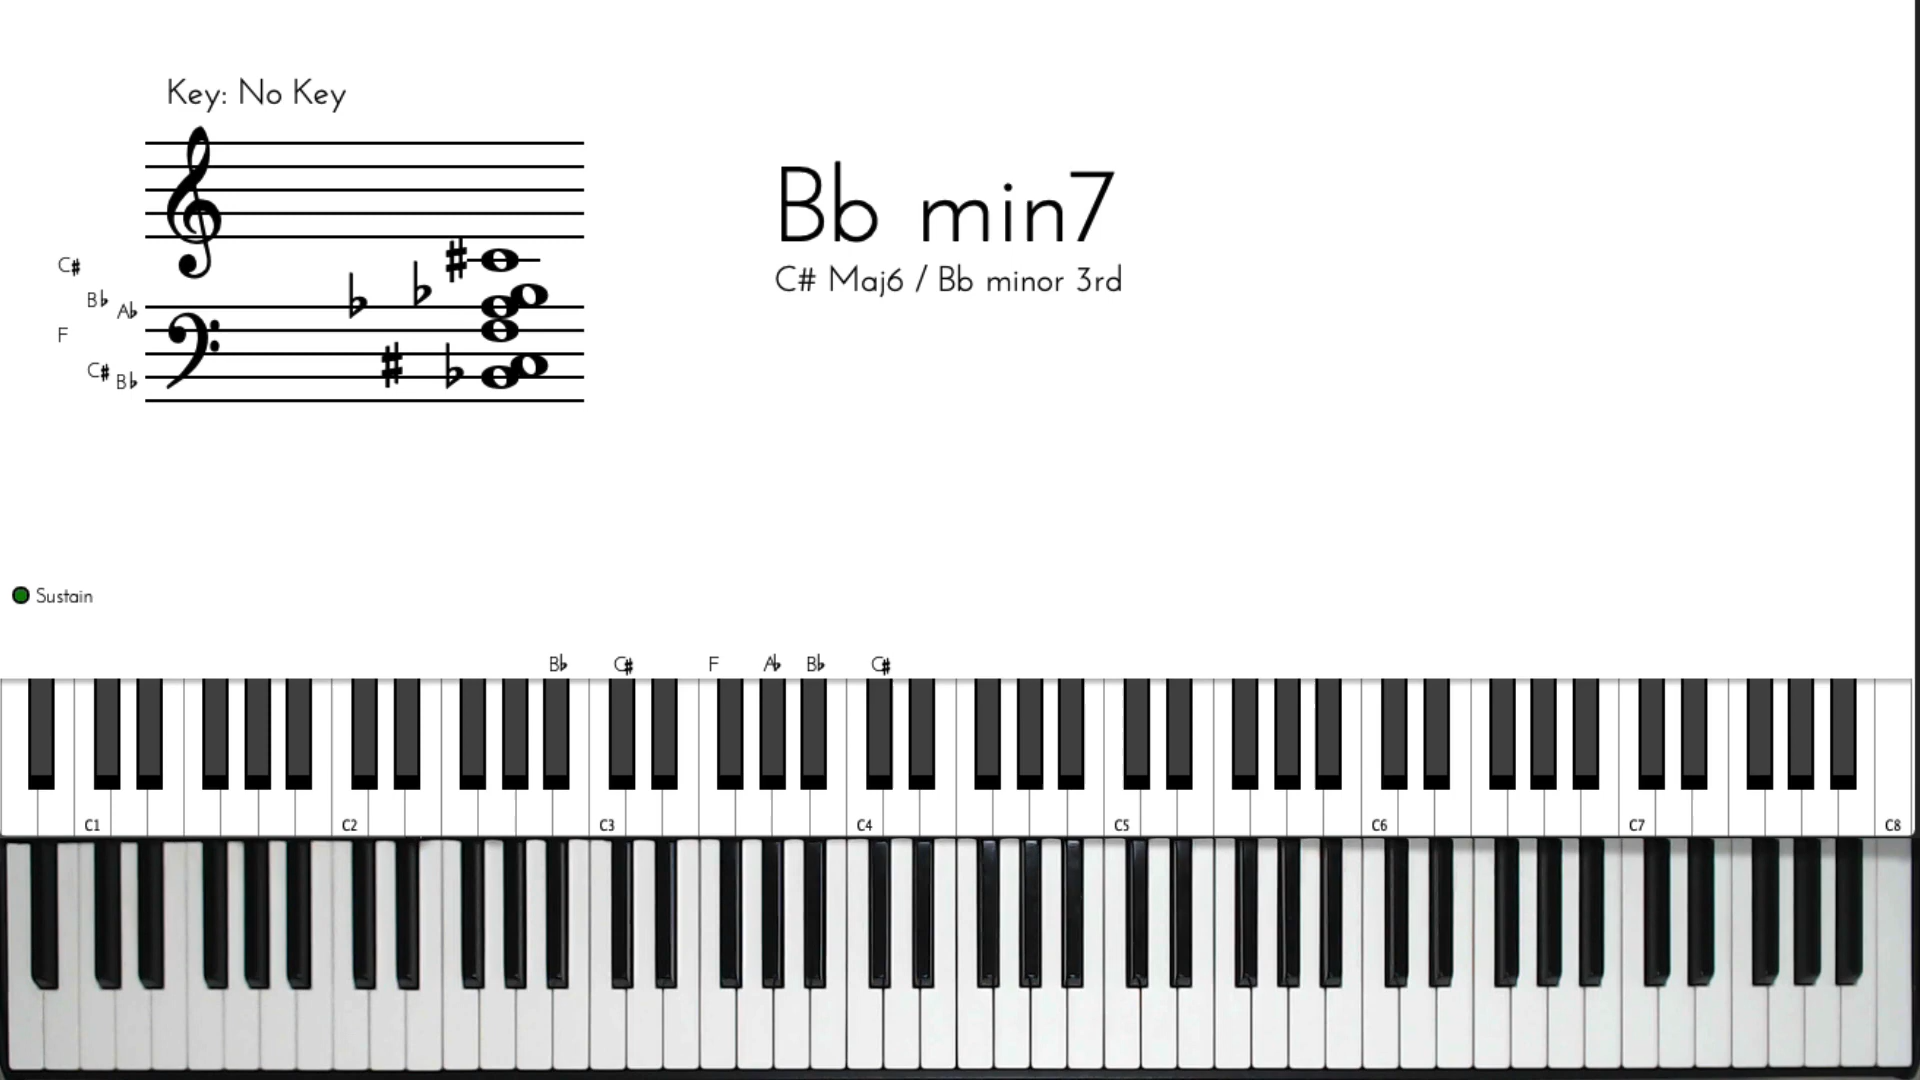 Key: No Key
Bb min7
C# Maj6 / Bb minor 3rd
C♯
B♭
A♭
F
C♯
B♭
Sustain
B♭ C♯ F A♭ B♭ C♯
C1 C2 C3 C4 C5 C6 C7 C8